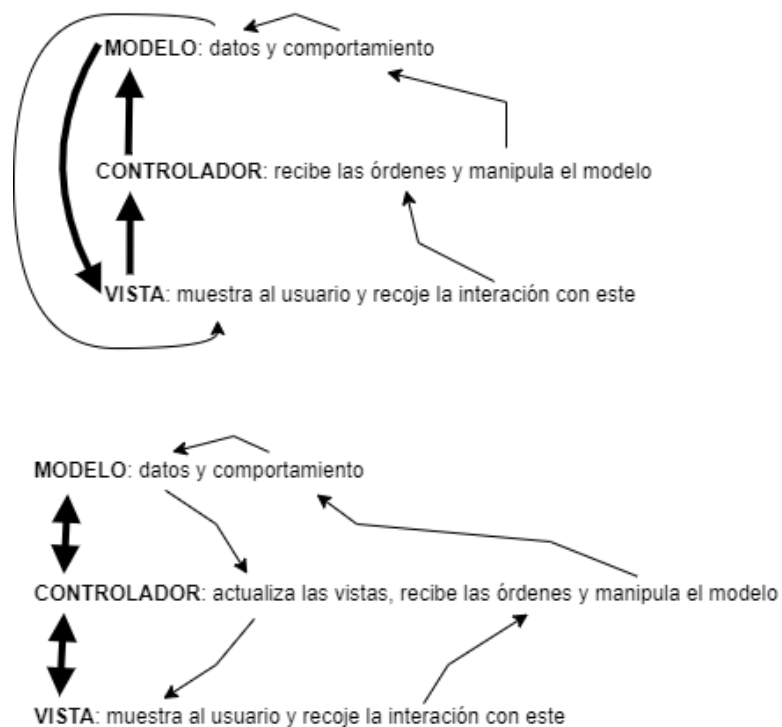 MODELO: datos y comportamiento
CONTROLADOR: recibe las órdenes y manipula el modelo
VISTA: muestra al usuario y recoje la interación con este
MODELO: datos y comportamiento
CONTROLADOR: actualiza las vistas, recibe las órdenes y manipula el modelo
VISTA: muestra al usuario y recoje la interación con este